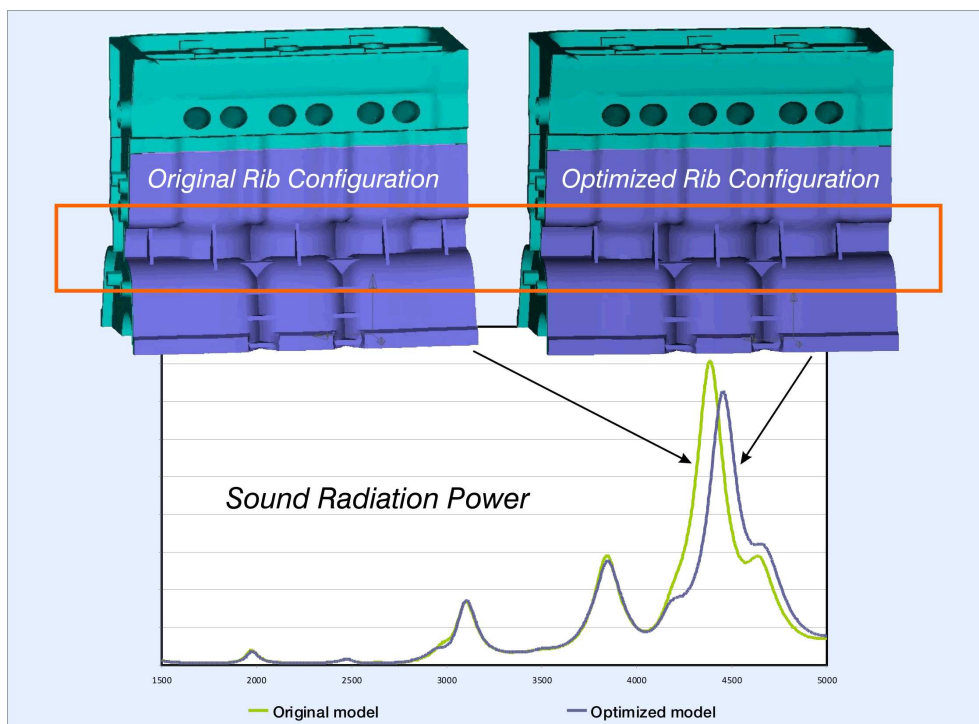 Original Rib Configuration
Optimized Rib Configuration
Sound Radiation Power
1500 2000 2500 3000 3500 4000 4500 5000
Original model
Optimized model